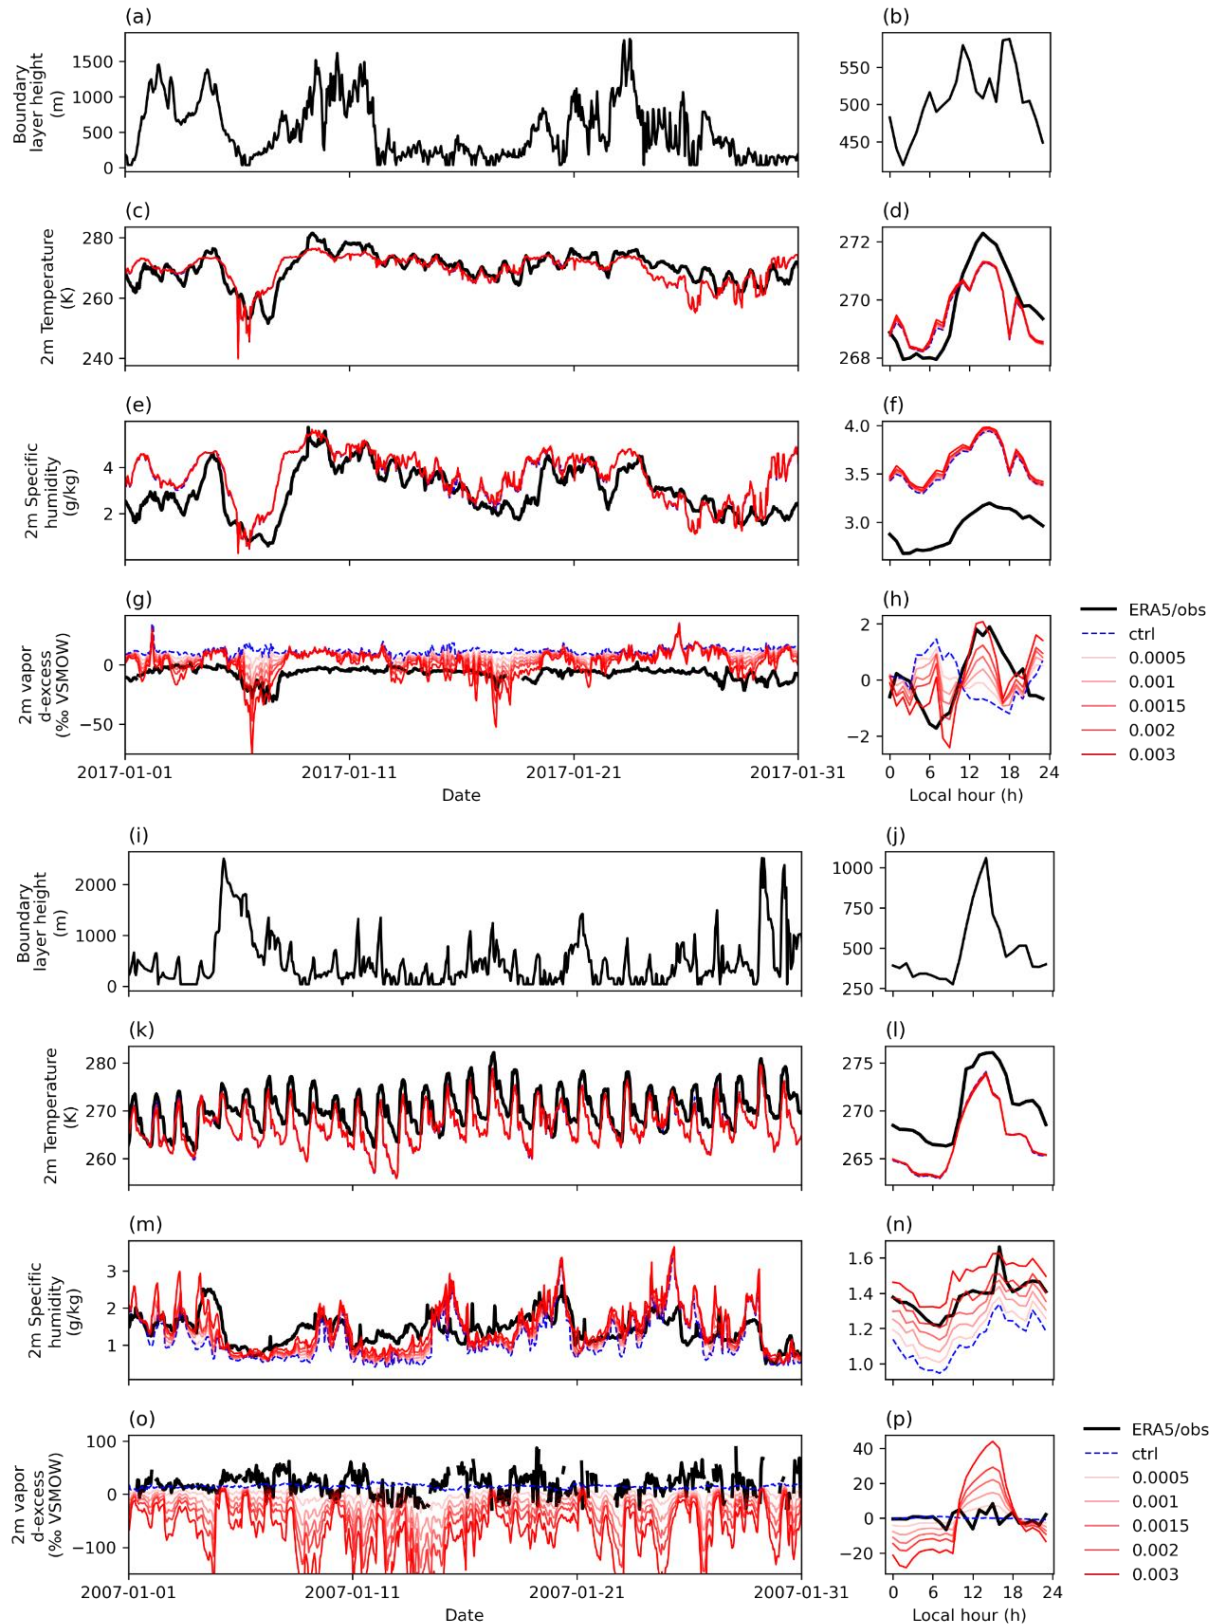 (a)
(b)
Boundary
layer height
(m)
1500
1000
500
0
550
500
450
(c)
(d)
2m Temperature
(K)
280
260
240
272
270
268
(e)
(f)
2m Specific
humidity
(g/kg)
4
2
4.0
3.5
3.0
(g)
(h)
2m vapor
d-excess
(‰ VSMOW)
0
−50
2
0
−2
ERA5/obs
ctrl
0.0005
0.001
0.0015
0.002
0.003
2017-01-01
2017-01-11
2017-01-21
2017-01-31
0
6
12
18
24
Date
Local hour (h)
(i)
(j)
Boundary
layer height
(m)
2000
1000
0
1000
750
500
250
(k)
(l)
2m Temperature
(K)
280
270
260
275
270
265
(m)
(n)
2m Specific
humidity
(g/kg)
3
2
1
1.6
1.4
1.2
1.0
(o)
(p)
2m vapor
d-excess
(‰ VSMOW)
100
0
−100
40
20
0
−20
ERA5/obs
ctrl
0.0005
0.001
0.0015
0.002
0.003
2007-01-01
2007-01-11
2007-01-21
2007-01-31
0
6
12
18
24
Date
Local hour (h)